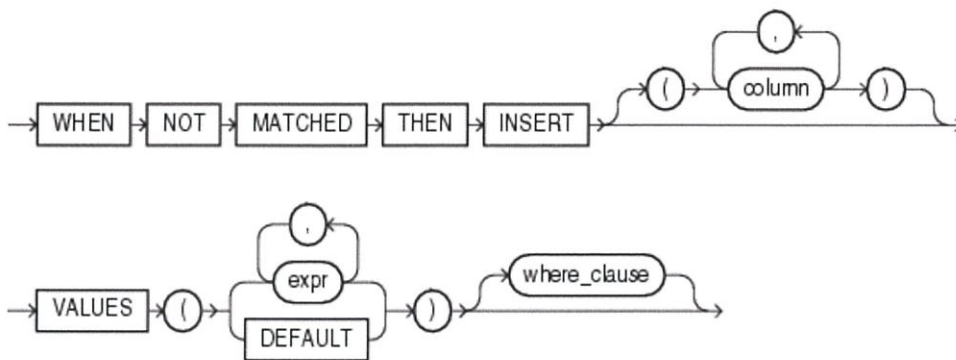 ,
( column )
WHEN NOT MATCHED THEN INSERT
,
expr where_clause
VALUES ( )
DEFAULT